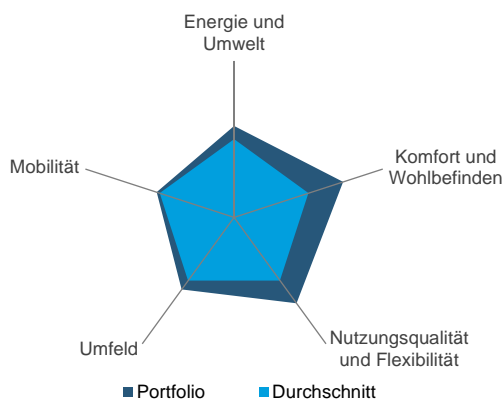 Energie und
Umwelt
Komfort und
Wohlbefinden
Nutzungsqualität
und Flexibilität
Umfeld
Mobilität
Portfolio
Durchschnitt